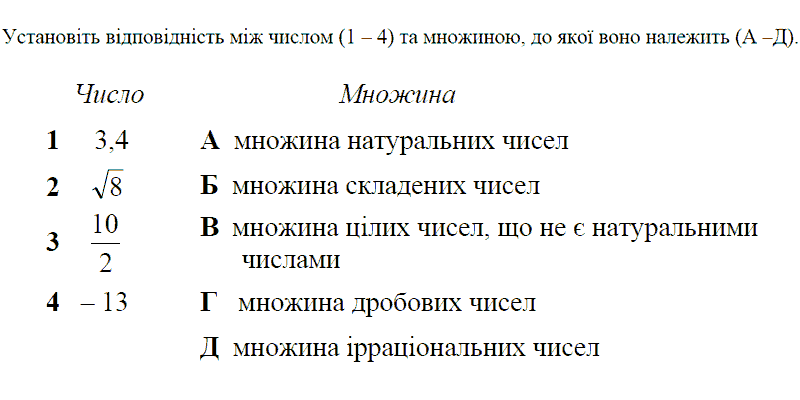 Установіть відповідність між числом (1 – 4) та множиною, до якої воно належить (А –Д).
Число Множина
1 3,4 А множина натуральних чисел
2 √8 Б множина складених чисел
3 10/2 В множина цілих чисел, що не є натуральними
числами
4 – 13 Г множина дробових чисел
Д множина ірраціональних чисел